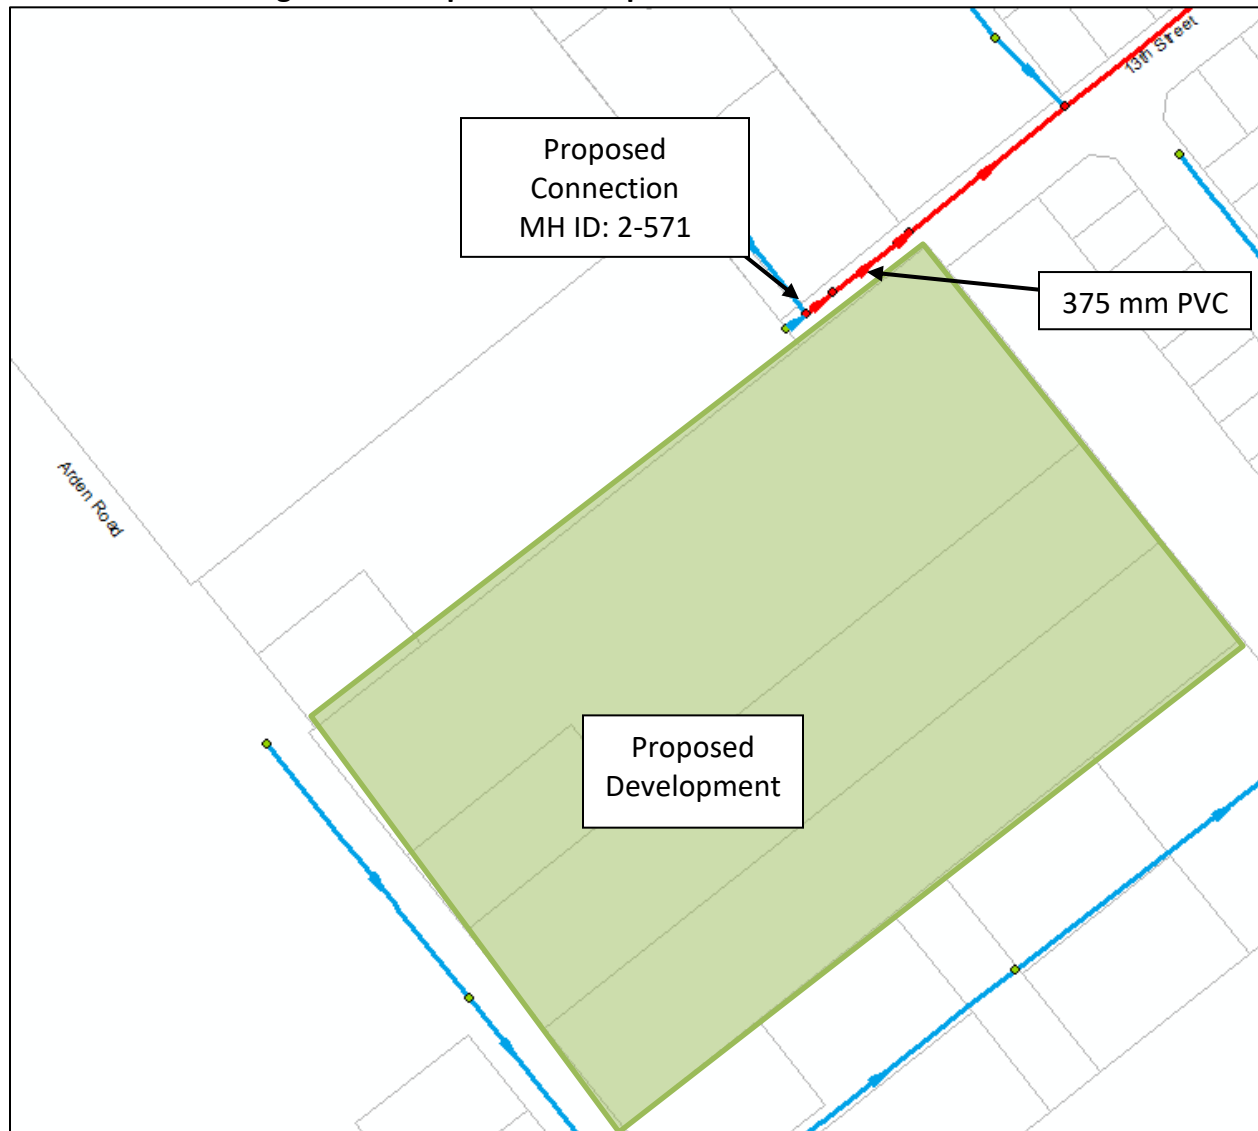 13th Street
Proposed
Connection
MH ID: 2-571
375 mm PVC
Arden Road
Proposed
Development